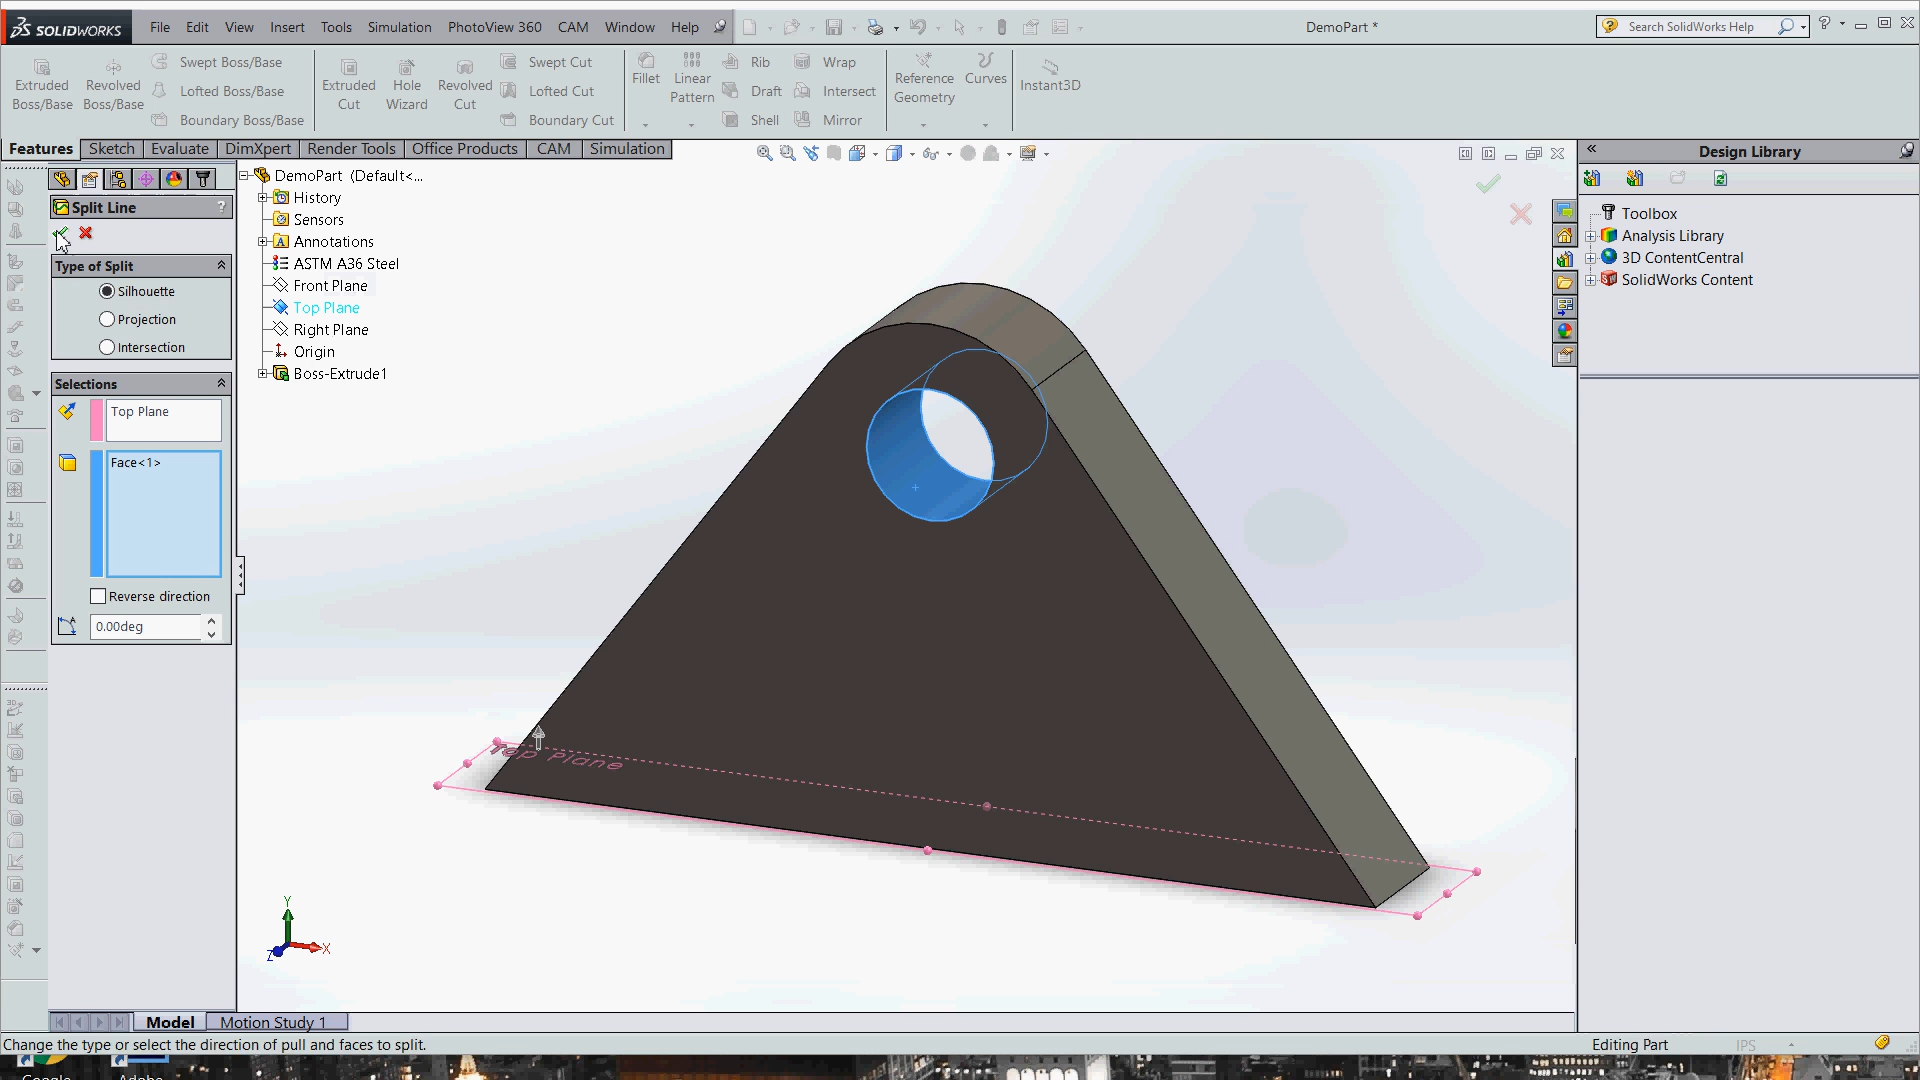 SOLIDWORKS File Edit View Insert Tools Simulation PhotoView 360 CAM Window Help DemoPart * Search SolidWorks Help ?
Extruded Boss/Base
Revolved Boss/Base
Swept Boss/Base
Lofted Boss/Base
Boundary Boss/Base
Extruded Cut
Hole Wizard
Revolved Cut
Swept Cut
Lofted Cut
Boundary Cut
Fillet
Linear Pattern
Rib
Draft
Shell
Wrap
Intersect
Mirror
Reference Geometry
Curves
Instant3D
Features Sketch Evaluate DimXpert Render Tools Office Products CAM Simulation
Split Line ?
Type of Split
Silhouette
Projection
Intersection
Selections
Top Plane
Face<1>
Reverse direction
0.00deg
DemoPart (Default<...
History
Sensors
Annotations
ASTM A36 Steel
Front Plane
Top Plane
Right Plane
Origin
Boss-Extrude1
Top Plane
Y
X
Z
Design Library
Toolbox
Analysis Library
3D ContentCentral
SolidWorks Content
Model Motion Study 1
Change the type or select the direction of pull and faces to split.
Editing Part
IPS
Google
Adobe